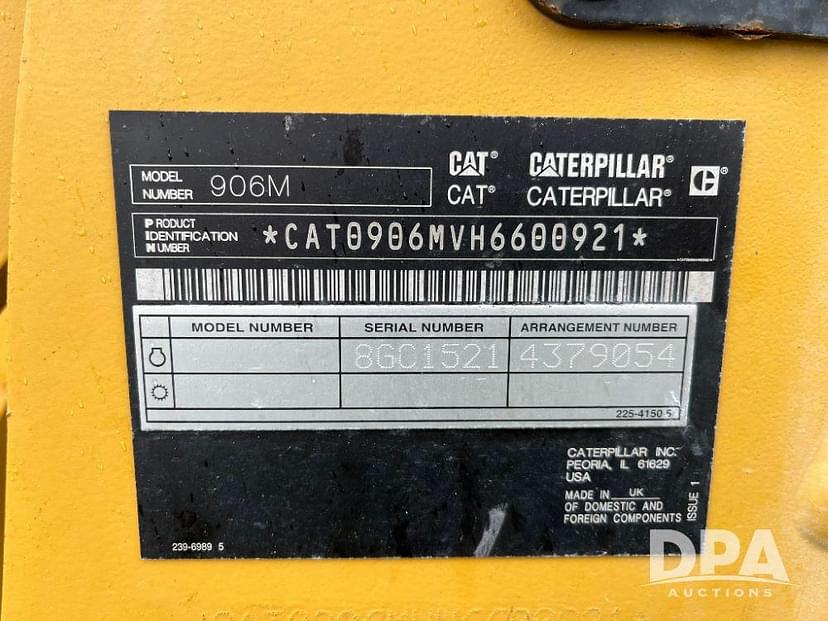 MODEL NUMBER 906M
CAT® CATERPILLAR®
CAT® CATERPILLAR®
C®
PRODUCT
IDENTIFICATION
NUMBER
*CAT0906MVH6600921*
MODEL NUMBER SERIAL NUMBER ARRANGEMENT NUMBER
8GC1521 4379054
225-4150 5
CATERPILLAR INC.
PEORIA, IL 61629
USA
MADE IN UK
OF DOMESTIC AND
FOREIGN COMPONENTS
ISSUE 1
239-6989 5
DPA
AUCTIONS